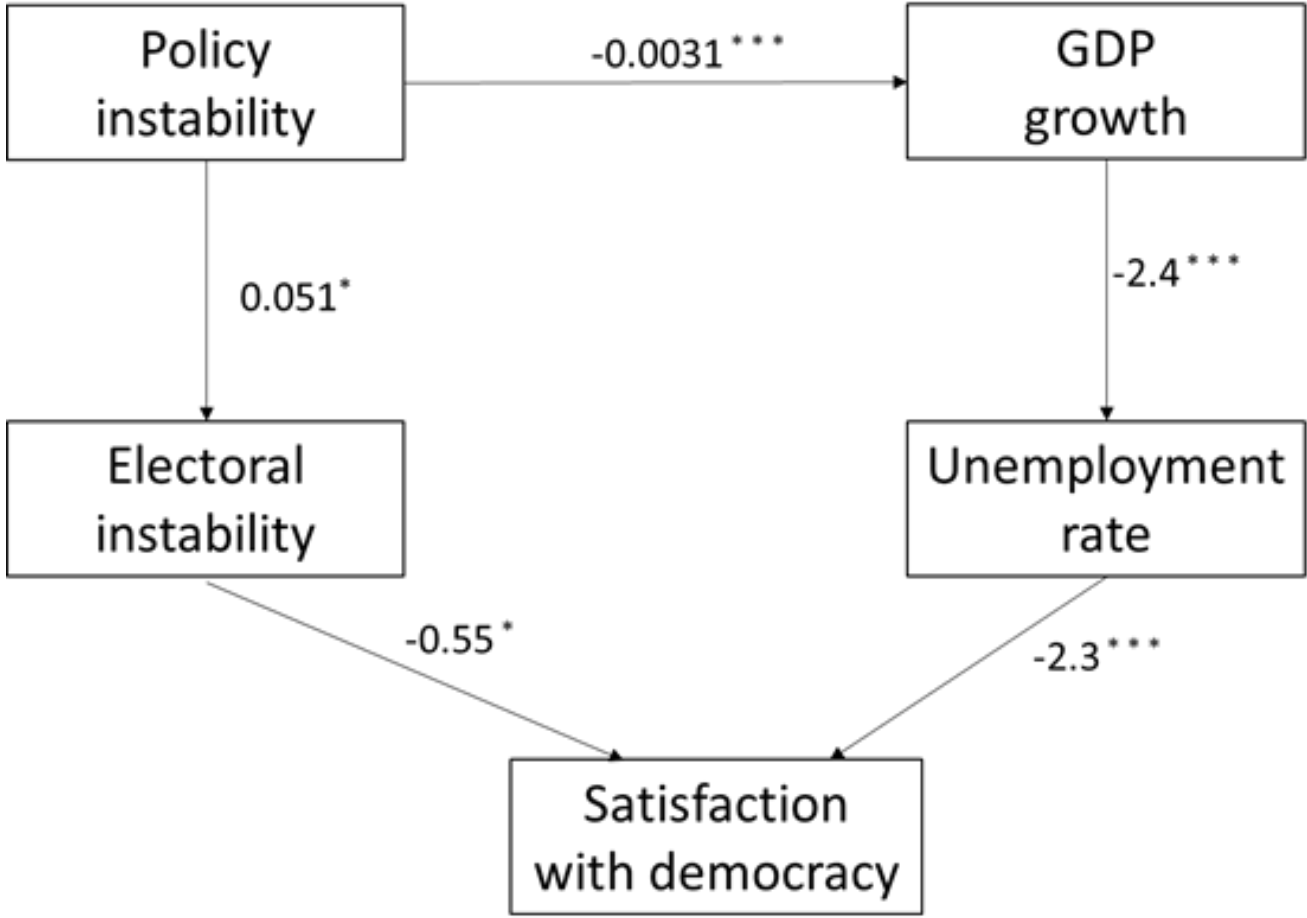 Policy
instability
-0.0031***
GDP
growth
0.051*
-2.4***
Electoral
instability
Unemployment
rate
-0.55*
-2.3***
Satisfaction
with democracy